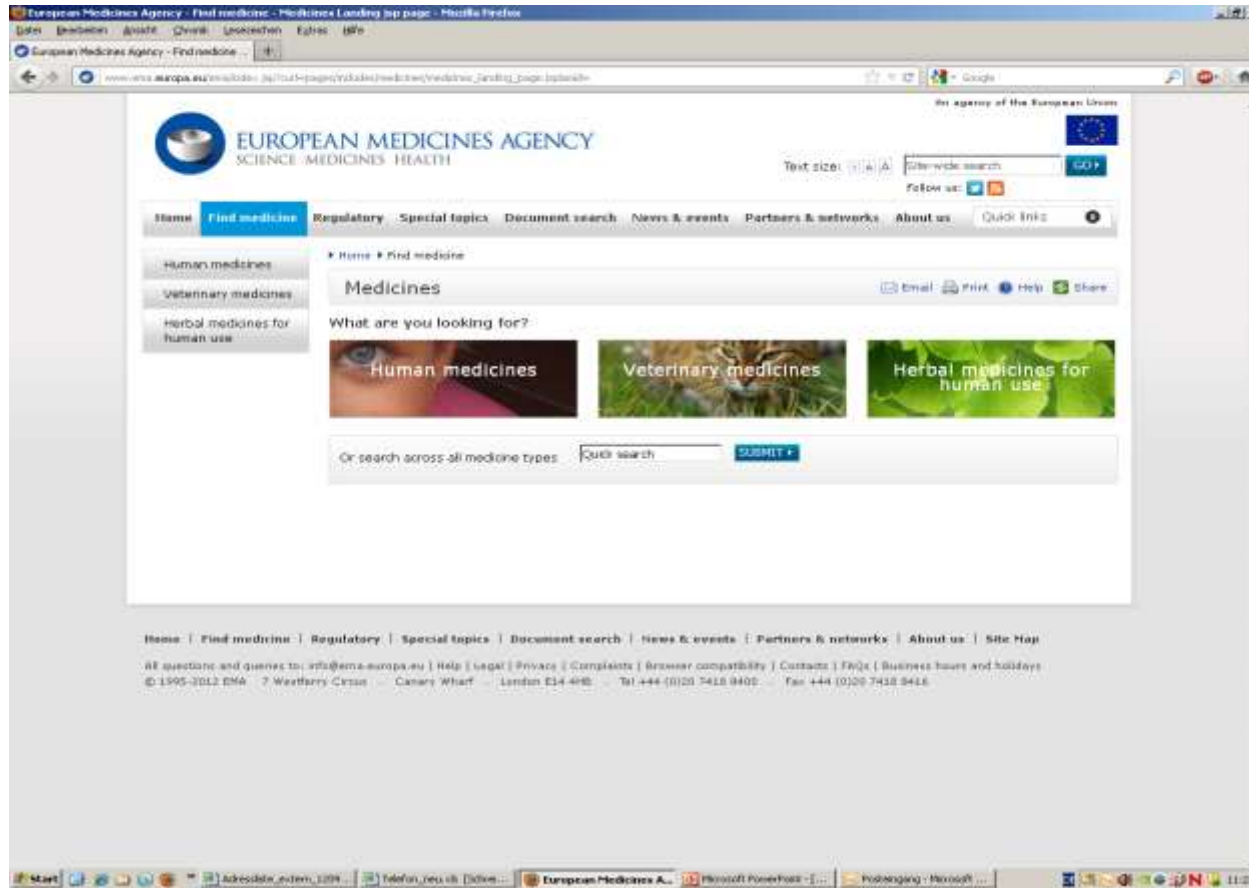 European Medicines Agency - Find medicine - Medicines Landing jsp page - Mozilla Firefox
Datei Bearbeiten Ansicht Chronik Lesezeichen Extras Hilfe
European Medicines Agency - Find medicine ... +
Google
An agency of the European Union
EUROPEAN MEDICINES AGENCY
SCIENCE MEDICINES HEALTH
Text size: A A A Site-wide search GO
Follow us:
Home Find medicine Regulatory Special topics Document search News & events Partners & networks About us Quick links
Home Find medicine
Human medicines
Veterinary medicines
Herbal medicines for human use
Medicines Email Print Help Share
What are you looking for?
Human medicines Veterinary medicines Herbal medicines for human use
Or search across all medicine types Quick search SUBMIT
Home | Find medicine | Regulatory | Special topics | Document search | News & events | Partners & networks | About us | Site Map
All questions and queries to: info@ema.europa.eu | Help | Legal | Privacy | Complaints | Browser compatibility | Contacts | FAQs | Business hours and holidays
© 1995-2012 EMA 7 Westferry Circus - Canary Wharf - London E14 4HB - Tel +44 (0)20 7418 8400 - Fax +44 (0)20 7418 8416
Start European Medicines A... Microsoft PowerPoint - [... Posteingang - Microsoft ...